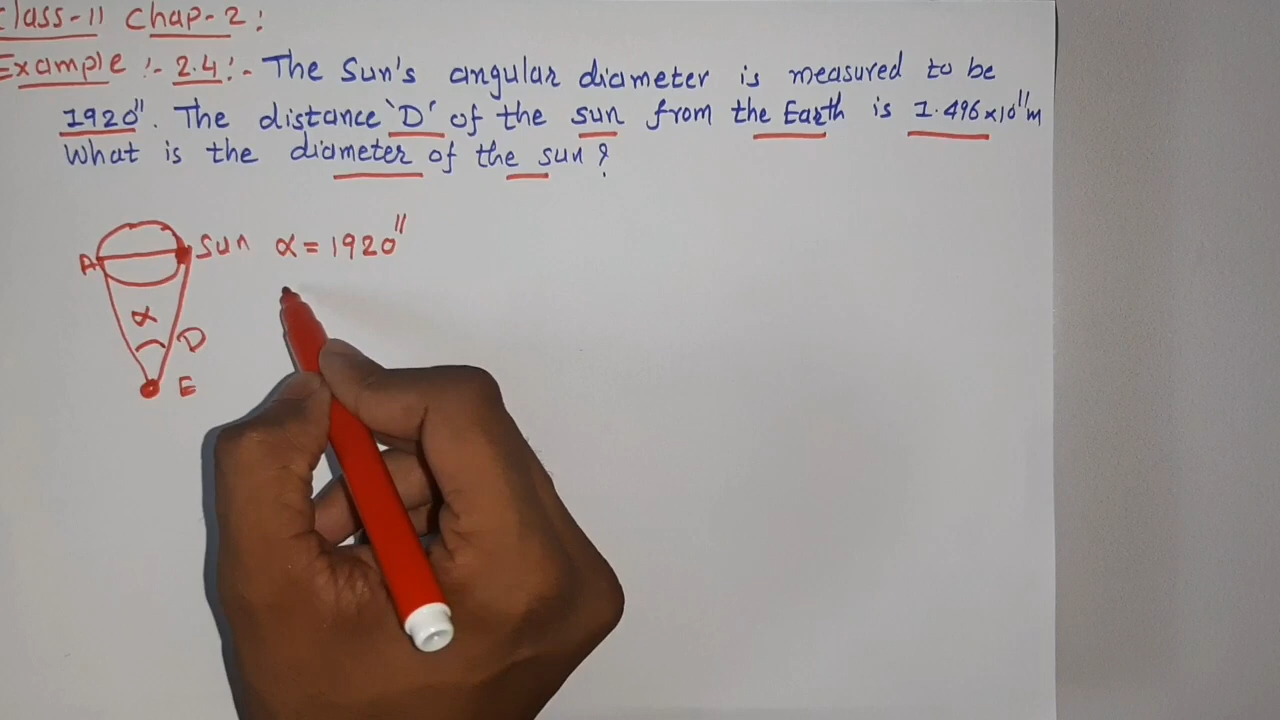 Class-11 Chap-2:
Example :- 2.4:- The Sun's angular diameter is measured to be
1920". The distance 'D' of the sun from the Earth is 1.496×10¹¹m
What is the diameter of the sun?
A Sun α = 1920"
α
D
E